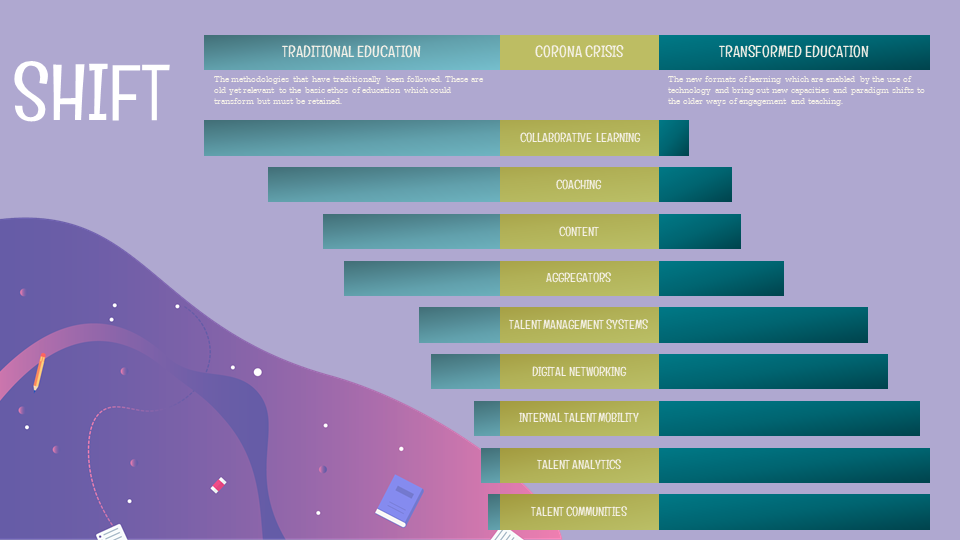 SHIFT
TRADITIONAL EDUCATION
CORONA CRISIS
TRANSFORMED EDUCATION
The methodologies that have traditionally been followed. These are
old yet relevant to the basic ethos of education which could
transform but must be retained.
The new formats of learning which are enabled by the use of
technology and bring out new capacities and paradigm shifts to
the older ways of engagement and teaching.
COLLABORATIVE LEARNING
COACHING
CONTENT
AGGREGATORS
TALENT MANAGEMENT SYSTEMS
DIGITAL NETWORKING
INTERNAL TALENT MOBILITY
TALENT ANALYTICS
TALENT COMMUNITIES